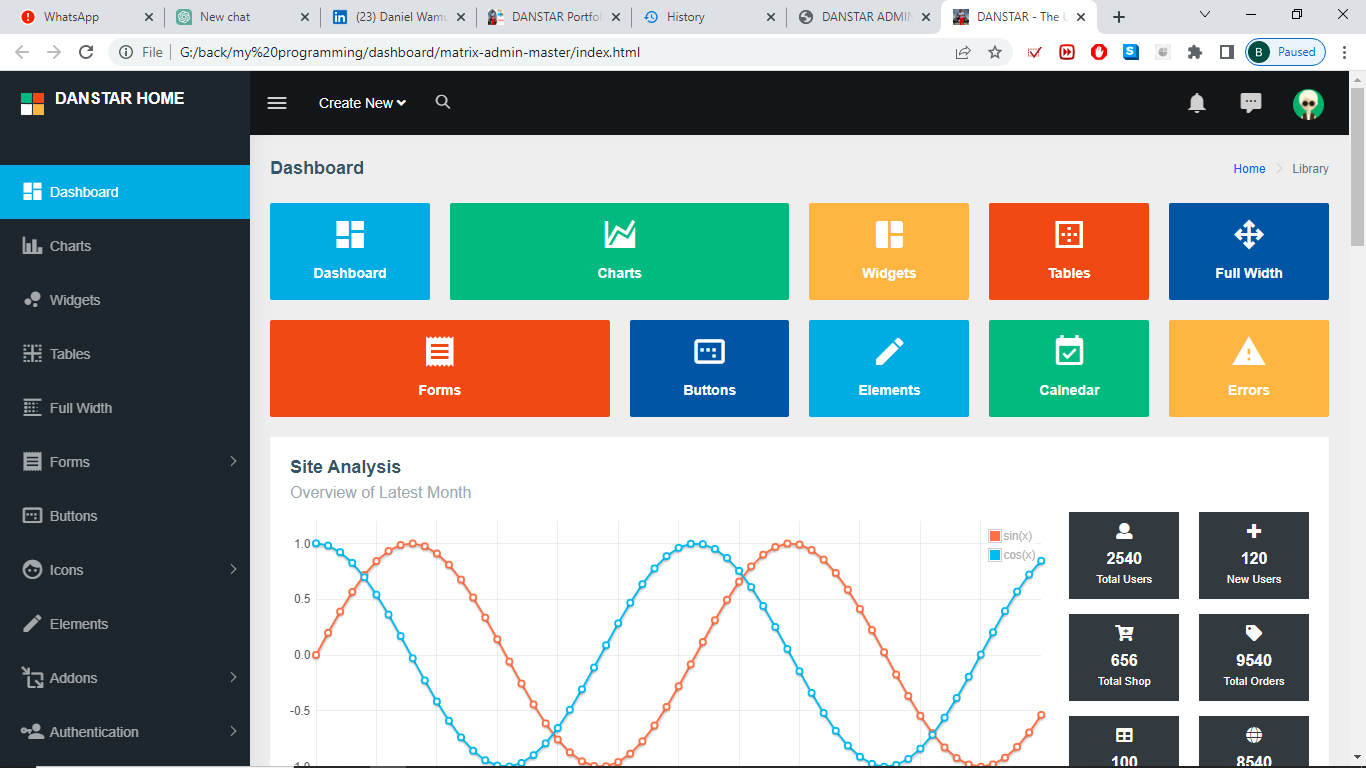 WhatsApp
New chat
(23) Daniel Wamu
DANSTAR Portfol
History
DANSTAR ADMIN
DANSTAR - The U
File | G:/back/my%20programming/dashboard/matrix-admin-master/index.html
B Paused
DANSTAR HOME
Create New
Dashboard
Charts
Widgets
Tables
Full Width
Forms
Buttons
Icons
Elements
Addons
Authentication
Dashboard
Home Library
Dashboard
Charts
Widgets
Tables
Full Width
Forms
Buttons
Elements
Calnedar
Errors
Site Analysis
Overview of Latest Month
1.0
0.5
0.0
-0.5
-1.0
sin(x)
cos(x)
2540
Total Users
120
New Users
656
Total Shop
9540
Total Orders
100
8540